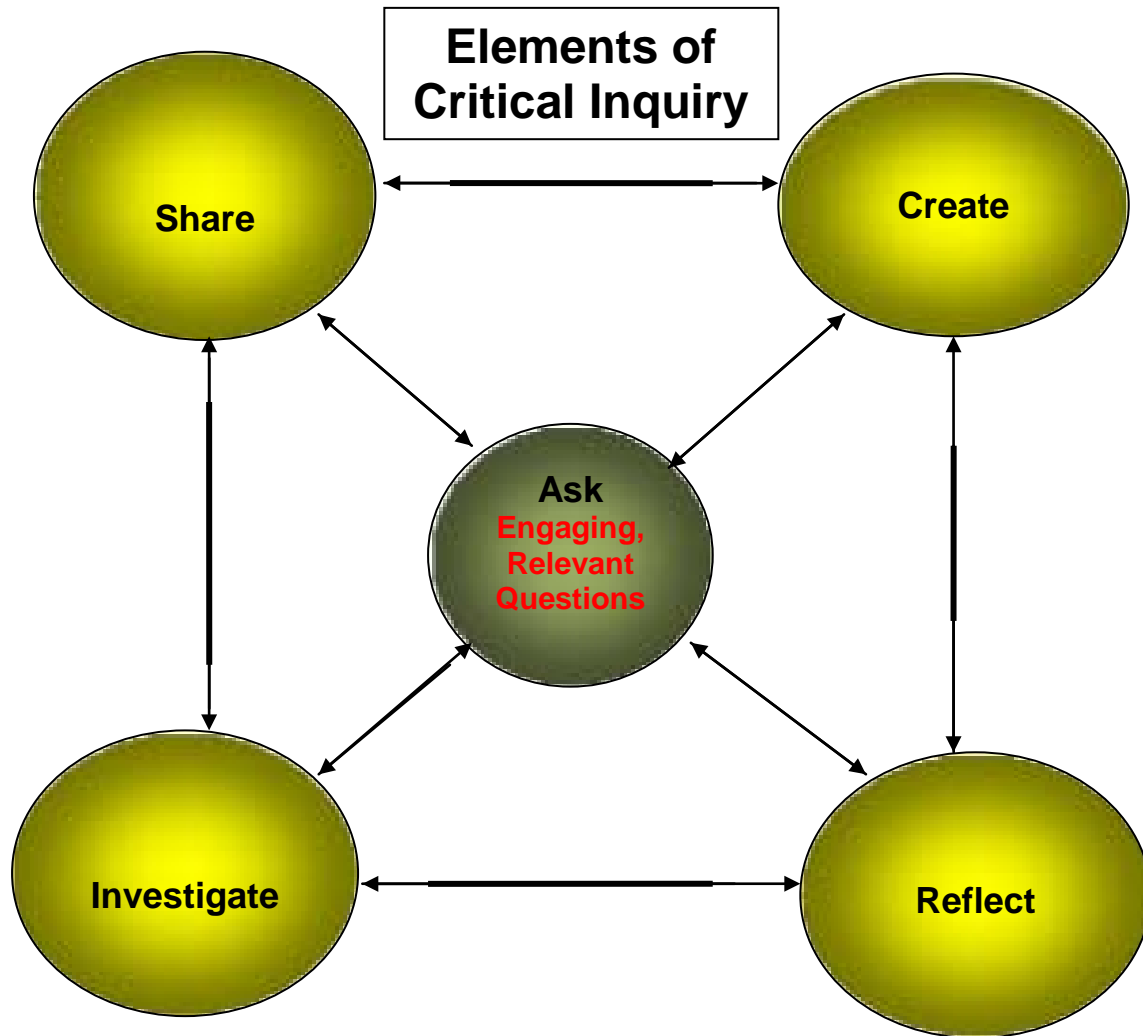 Elements of
Critical Inquiry
Share
Create
Ask
Engaging,
Relevant
Questions
Investigate
Reflect